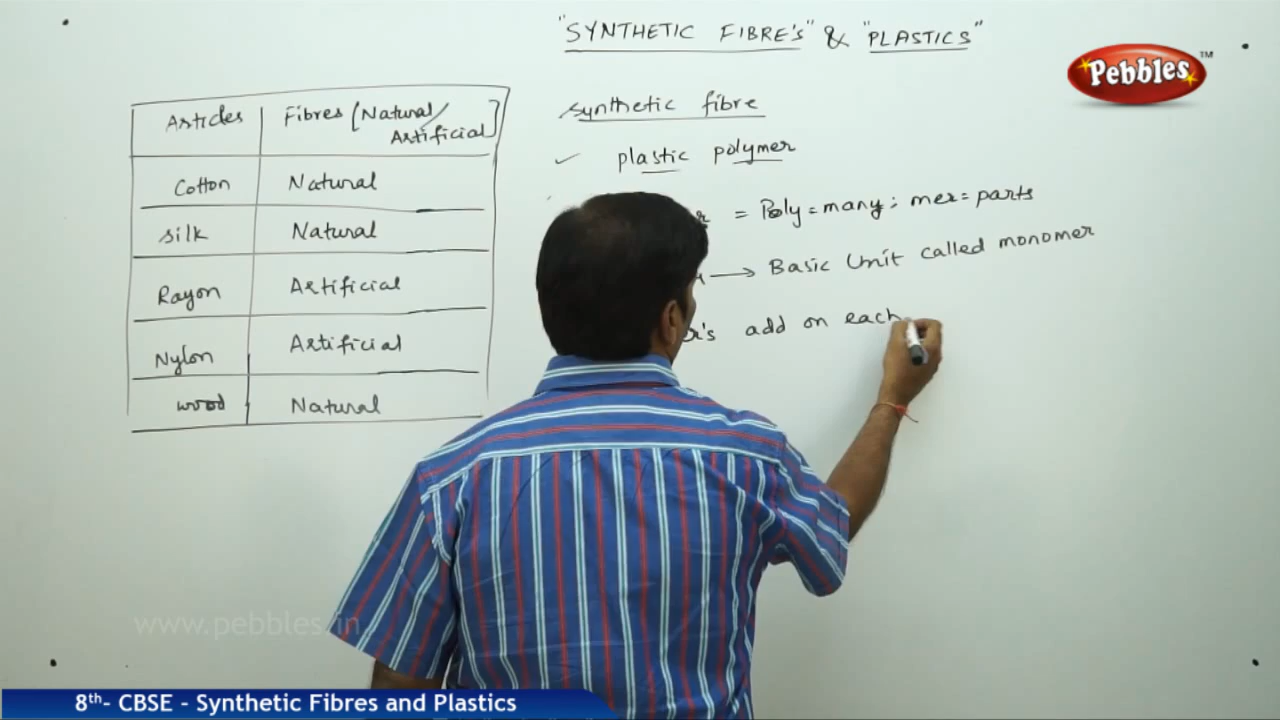 "SYNTHETIC FIBRE'S" & "PLASTICS"
Pebbles™
Articles Fibres [Natural/
Artificial]
Cotton Natural
Silk Natural
Rayon Artificial
Nylon Artificial
wood Natural
synthetic fibre
✓ plastic polymer
= Poly = many; mer = parts
→ Basic Unit called monomer
add on each
www.pebbles.in
8th- CBSE - Synthetic Fibres and Plastics